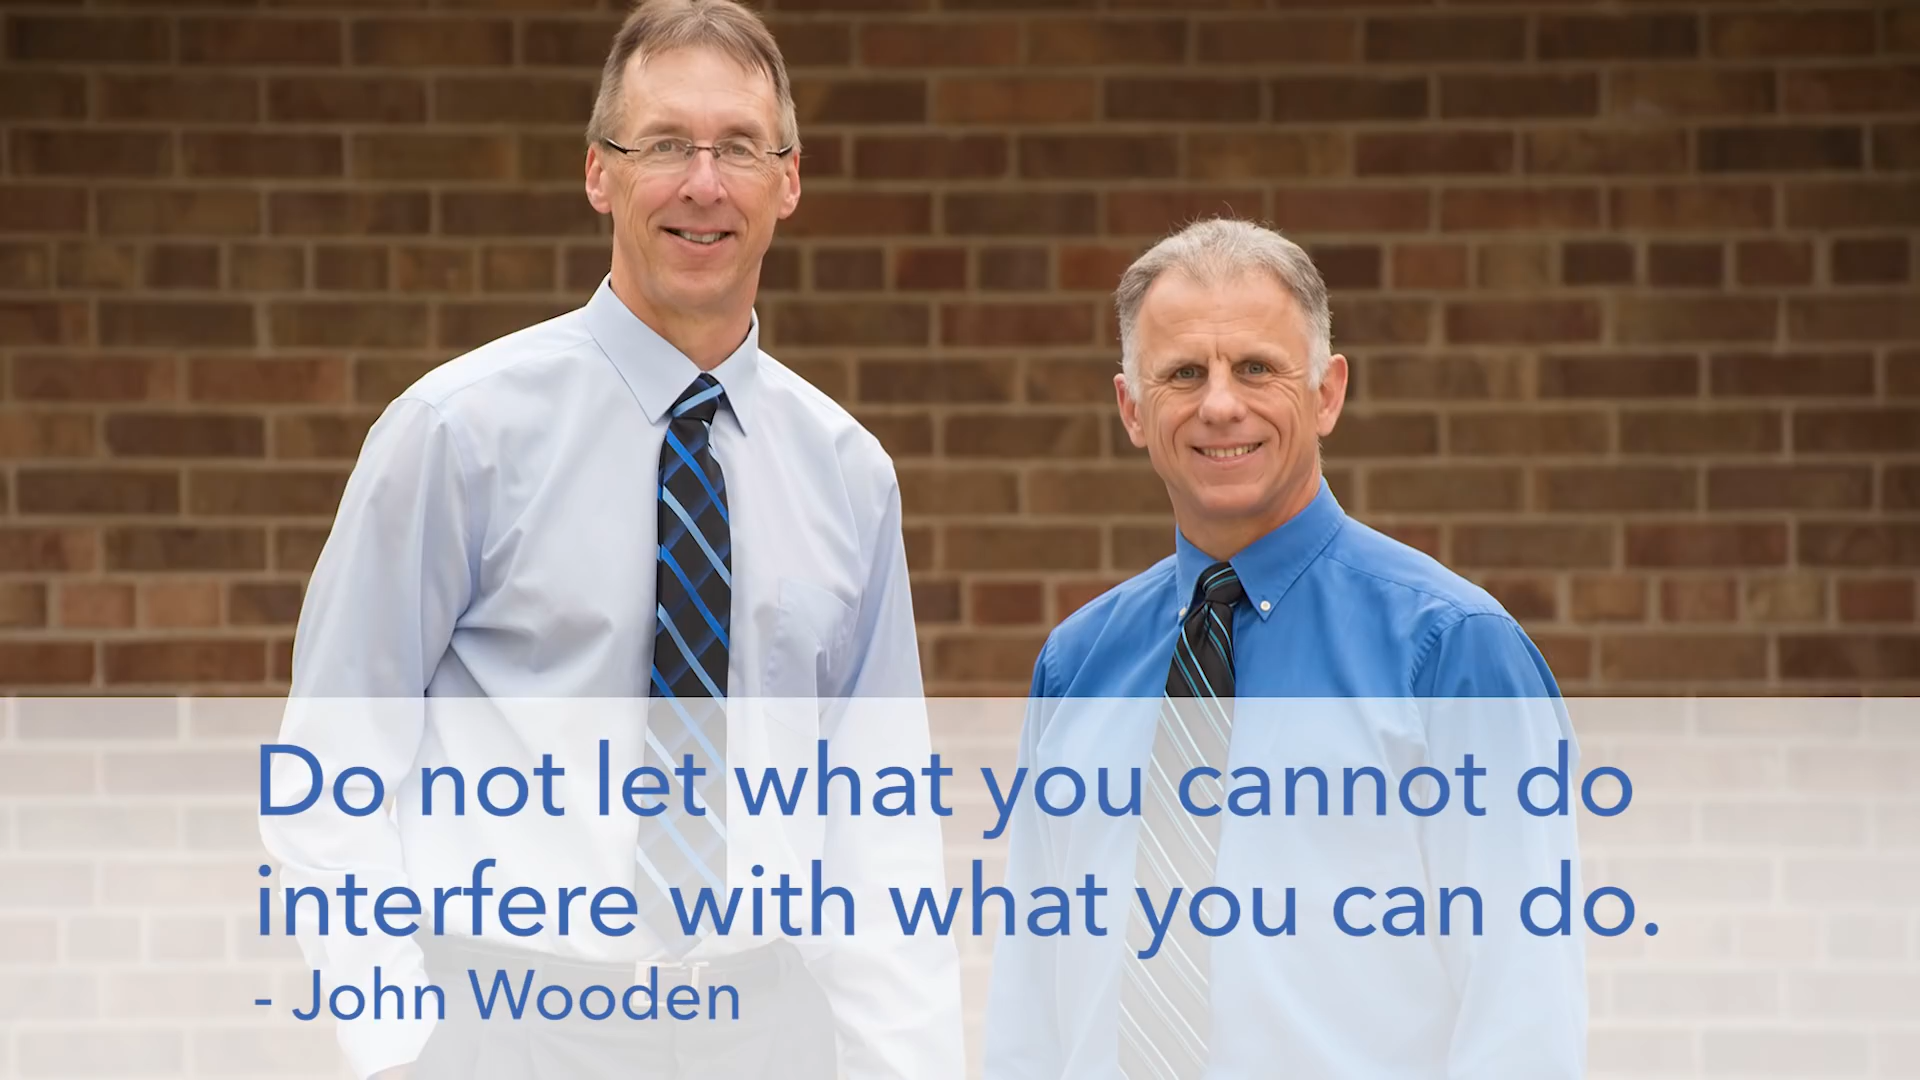 Do not let what you cannot do
interfere with what you can do.
- John Wooden